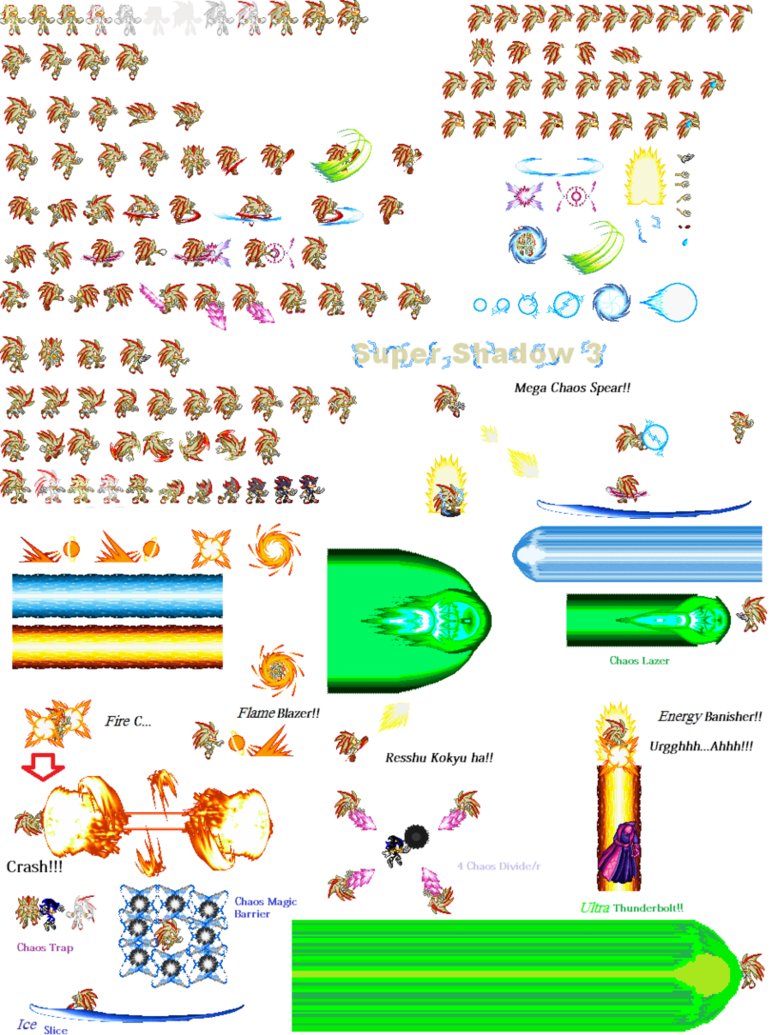 Super Shadow 3
Mega Chaos Spear!!
Chaos Lazer
Fire C...
Flame Blazer!!
Resshu Kokyu ha!!
Energy Banisher!!
Urgghhh...Ahhh!!!
Crash!!!
4 Chaos Divide/r
Chaos Magic
Barrier
Ultra Thunderbolt!!
Chaos Trap
Ice Slice